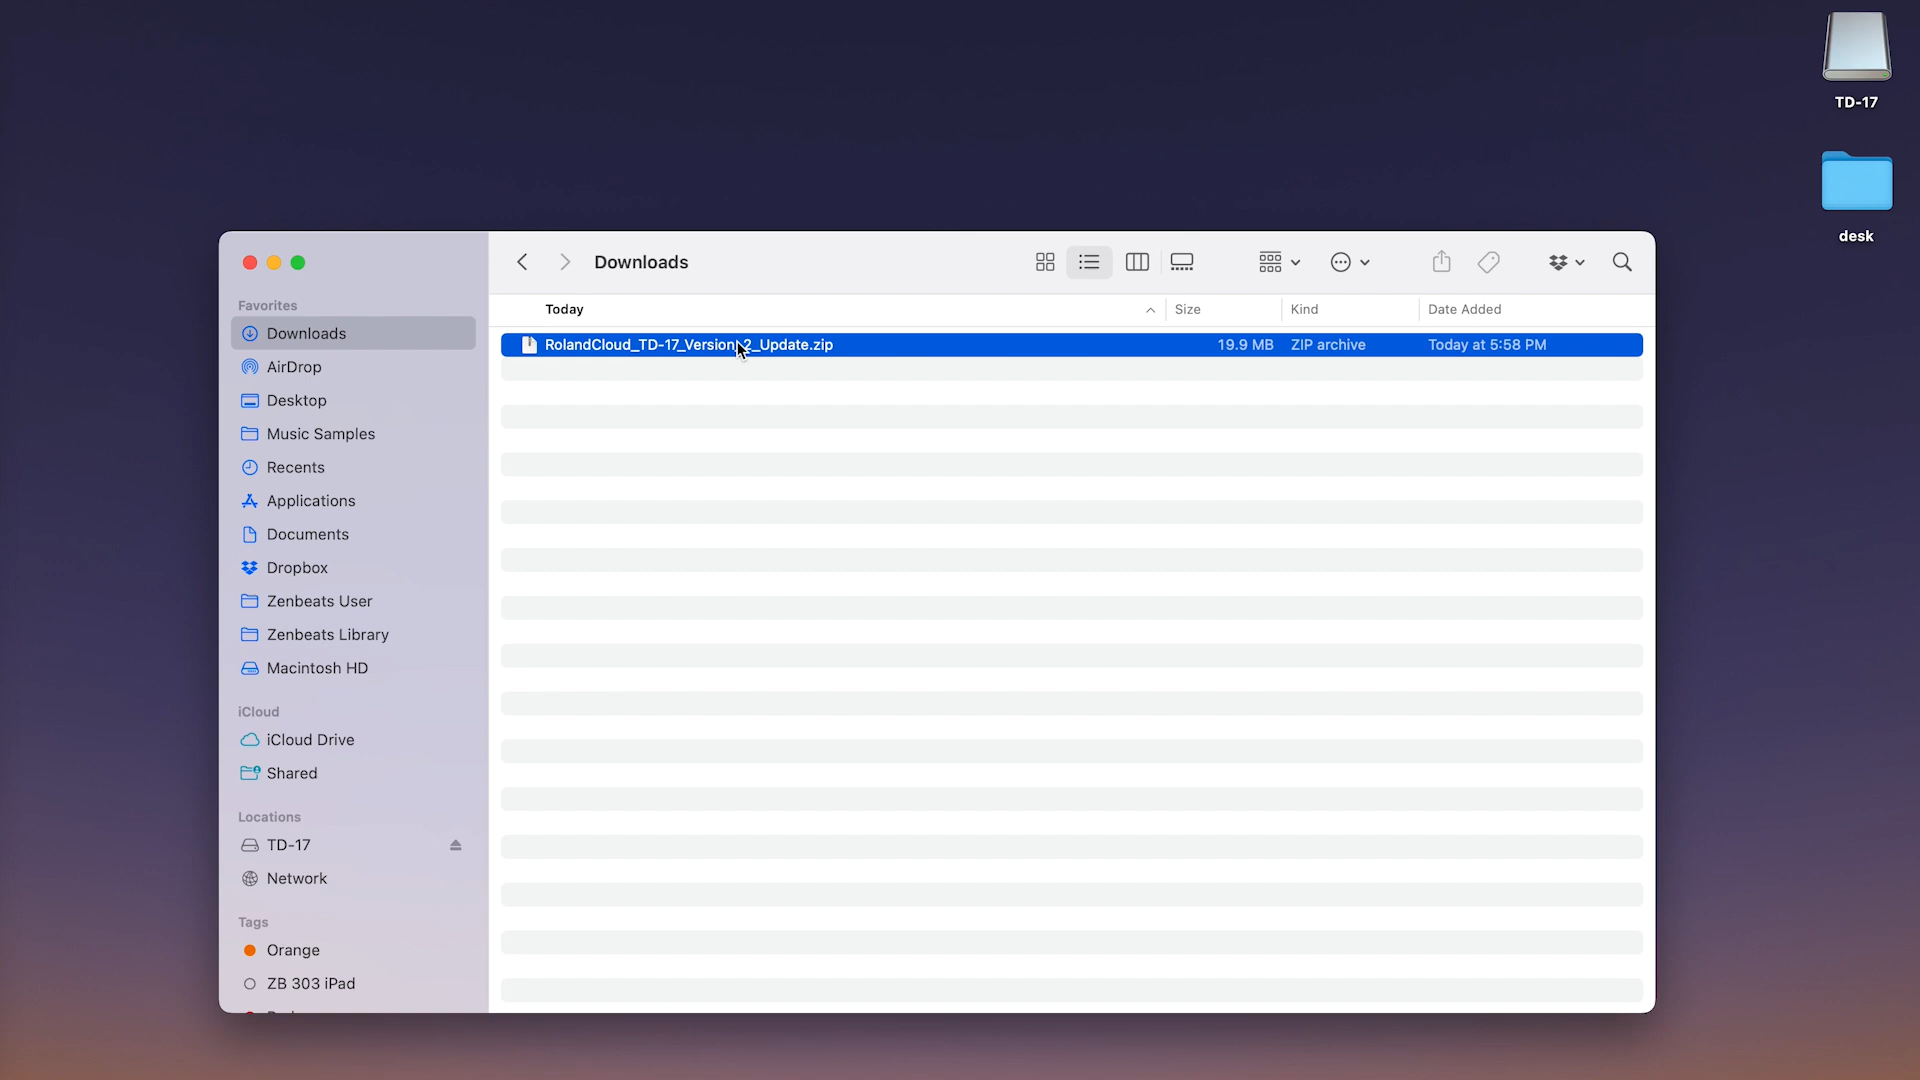 TD-17
desk
Downloads
Favorites
Downloads
AirDrop
Desktop
Music Samples
Recents
Applications
Documents
Dropbox
Zenbeats User
Zenbeats Library
Macintosh HD
iCloud
iCloud Drive
Shared
Locations
TD-17
Network
Tags
Orange
ZB 303 iPad
Today Size Kind Date Added
RolandCloud_TD-17_Version_2_Update.zip 19.9 MB ZIP archive Today at 5:58 PM